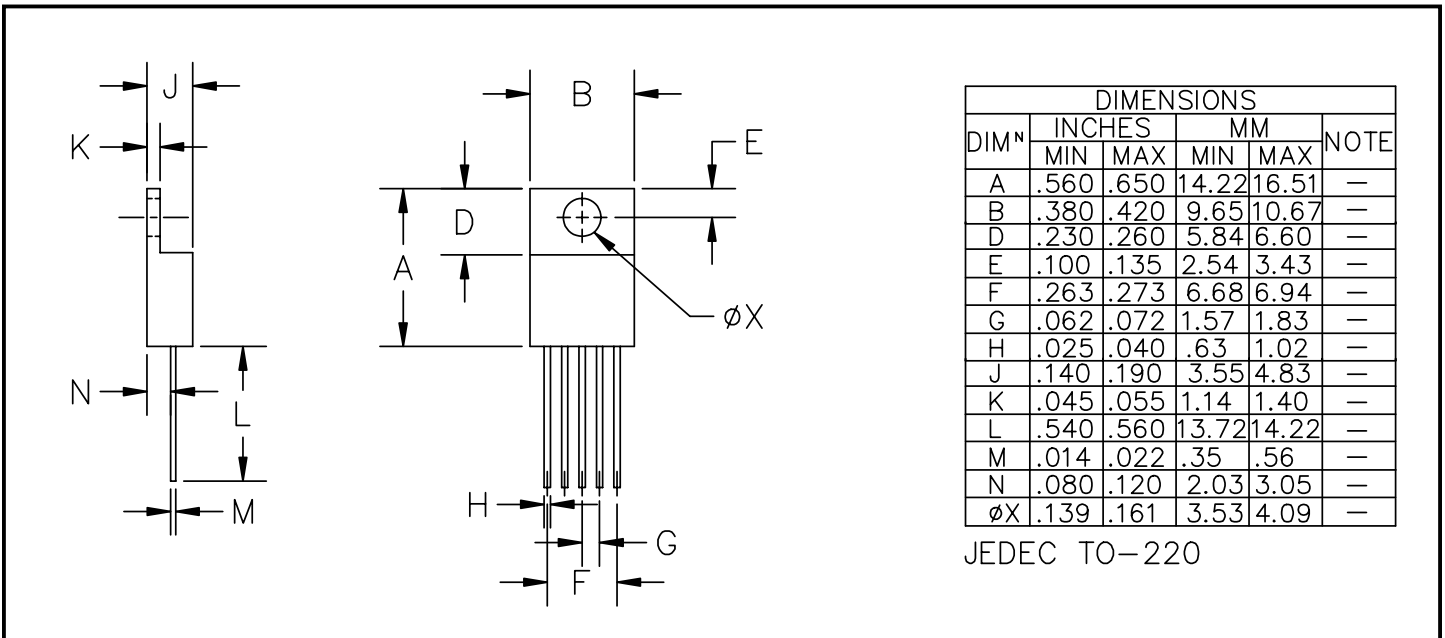 J
K
N
L
M
B
E
D
A
øX
H
G
F
DIMENSIONS
DIMᴺ INCHES MM NOTE
MIN MAX MIN MAX
A .560 .650 14.22 16.51 —
B .380 .420 9.65 10.67 —
D .230 .260 5.84 6.60 —
E .100 .135 2.54 3.43 —
F .263 .273 6.68 6.94 —
G .062 .072 1.57 1.83 —
H .025 .040 .63 1.02 —
J .140 .190 3.55 4.83 —
K .045 .055 1.14 1.40 —
L .540 .560 13.72 14.22 —
M .014 .022 .35 .56 —
N .080 .120 2.03 3.05 —
øX .139 .161 3.53 4.09 —
JEDEC TO-220